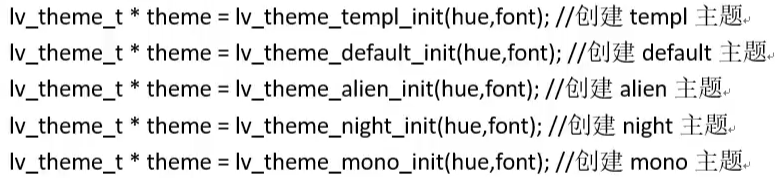 lv_theme_t * theme = lv_theme_templ_init(hue,font); //创建 templ 主题
lv_theme_t * theme = lv_theme_default_init(hue,font); //创建 default 主题
lv_theme_t * theme = lv_theme_alien_init(hue,font); //创建 alien 主题
lv_theme_t * theme = lv_theme_night_init(hue,font); //创建 night 主题
lv_theme_t * theme = lv_theme_mono_init(hue,font); //创建 mono 主题